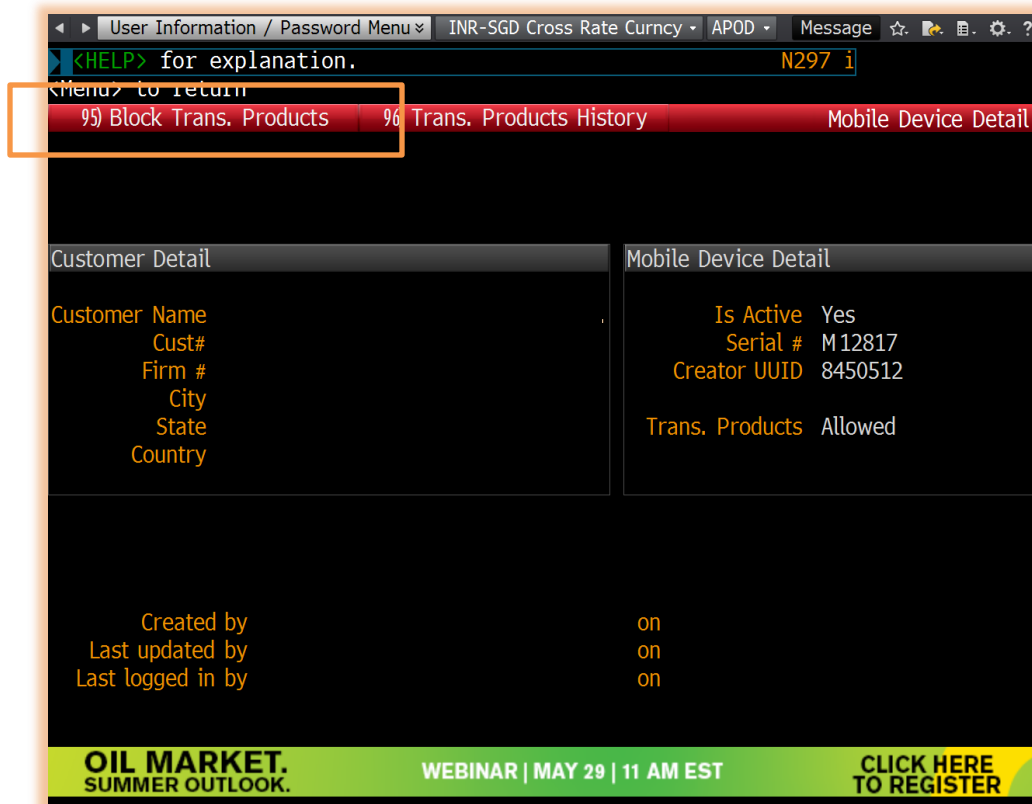 User Information / Password Menu INR-SGD Cross Rate Curncy APOD Message ?
<HELP> for explanation. N297 i
<Menu> to return
95) Block Trans. Products 96 Trans. Products History Mobile Device Detail
Customer Detail Mobile Device Detail
Customer Name Is Active Yes
Cust# Serial # M12817
Firm # Creator UUID 8450512
City
State Trans. Products Allowed
Country
Created by on
Last updated by on
Last logged in by on
OIL MARKET. WEBINAR | MAY 29 | 11 AM EST CLICK HERE
SUMMER OUTLOOK. TO REGISTER